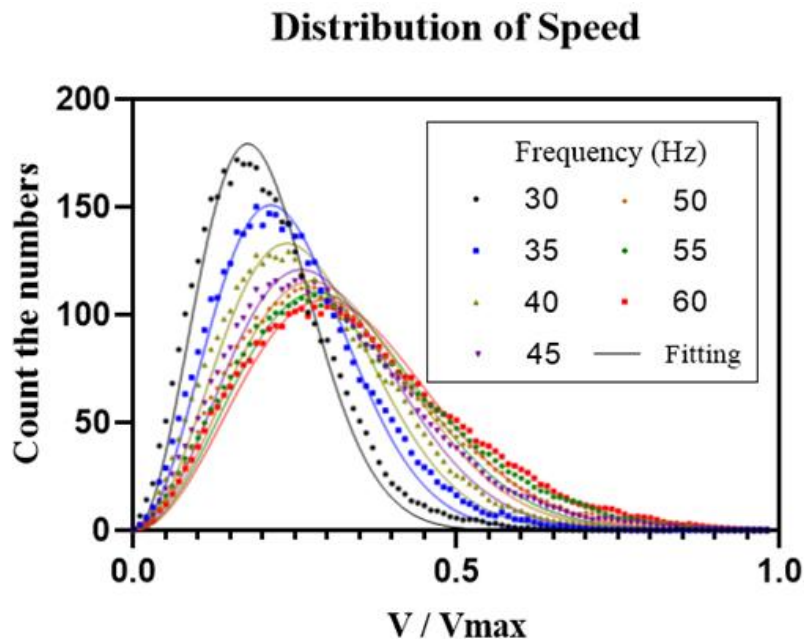 Distribution of Speed
200
150
100
50
0
Count the numbers
0.0 0.5 1.0
V / Vmax
Frequency (Hz)
30 50
35 55
40 60
45 Fitting